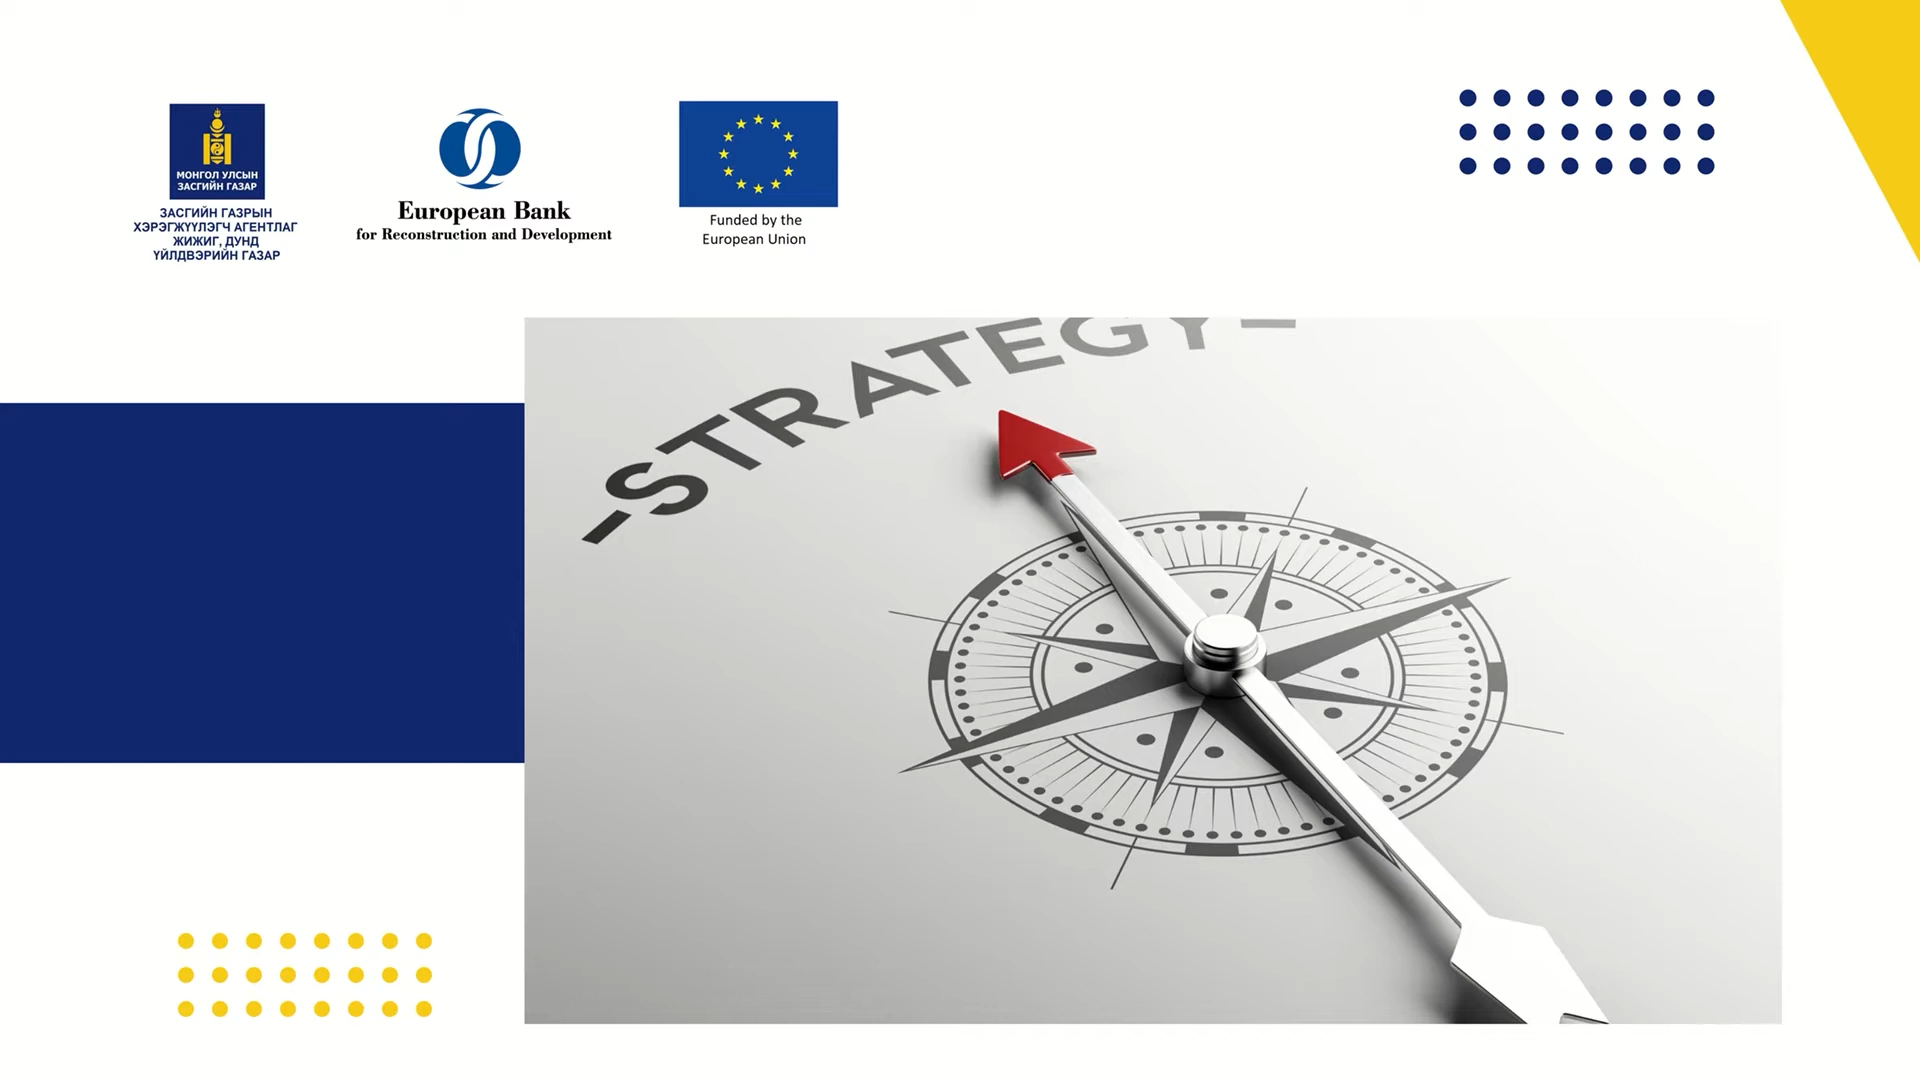 МОНГОЛ УЛСЫН
ЗАСГИЙН ГАЗАР
ЗАСГИЙН ГАЗРЫН
ХЭРЭГЖҮҮЛЭГЧ АГЕНТЛАГ
ЖИЖИГ, ДУНД
ҮЙЛДВЭРИЙН ГАЗАР
European Bank
for Reconstruction and Development
Funded by the
European Union
-STRATEGY-